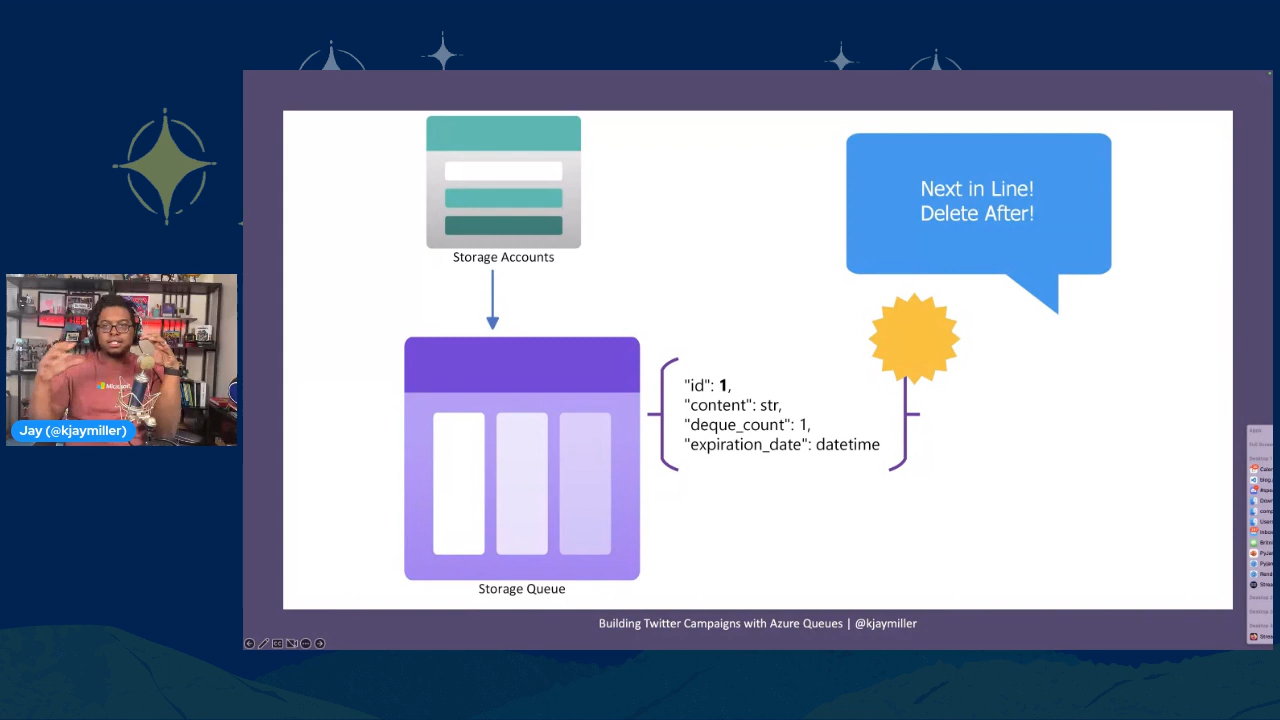 Storage Accounts
Next in Line!
Delete After!
"id": 1,
"content": str,
"deque_count": 1,
"expiration_date": datetime
Storage Queue
Jay (@kjaymiller)
Building Twitter Campaigns with Azure Queues | @kjaymiller